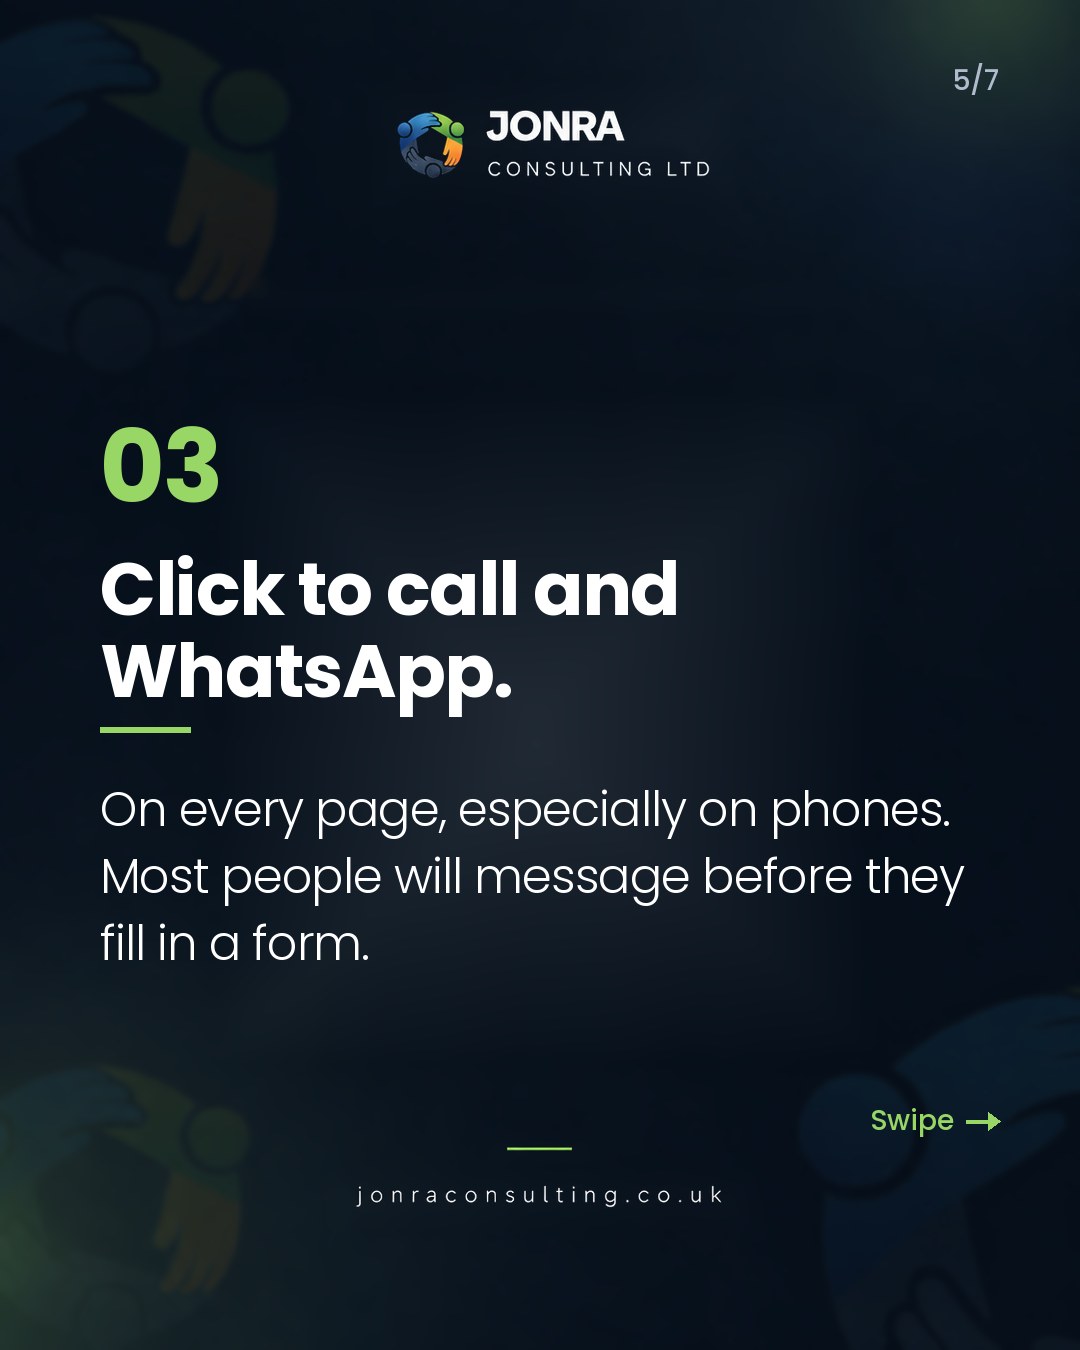 5/7
JONRA
CONSULTING LTD
03
Click to call and
WhatsApp.
On every page, especially on phones.
Most people will message before they
fill in a form.
Swipe
jonraconsulting.co.uk